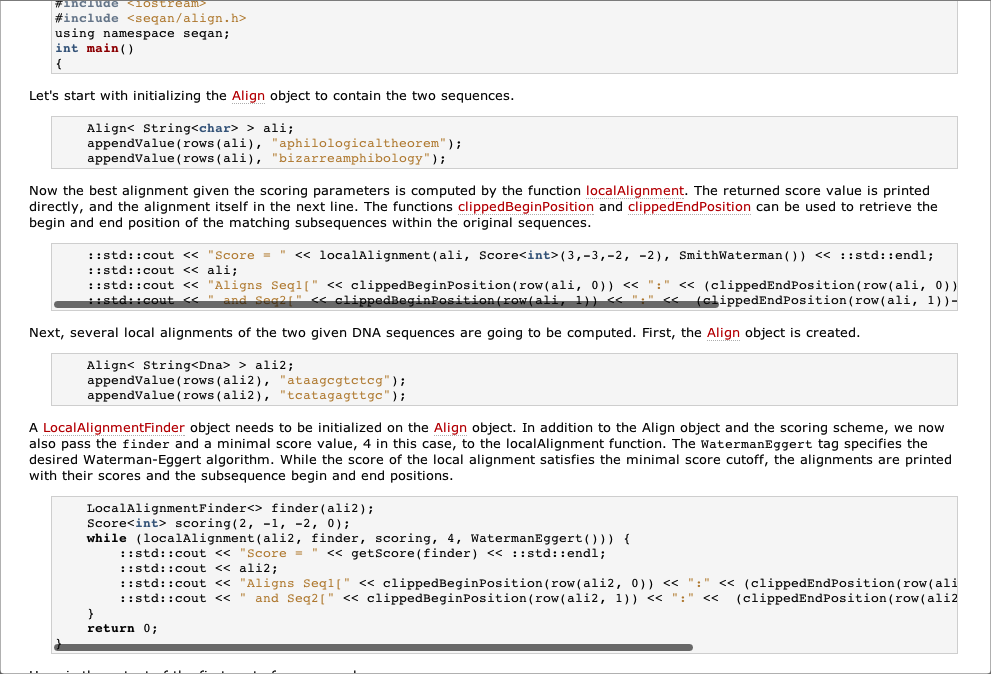 #include <iostream>
#include <seqan/align.h>
using namespace seqan;
int main()
{
Let's start with initializing the Align object to contain the two sequences.
Align< String<char> > ali;
appendValue(rows(ali), "aphilologicaltheorem");
appendValue(rows(ali), "bizarreamphibology");
Now the best alignment given the scoring parameters is computed by the function localAlignment. The returned score value is printed
directly, and the alignment itself in the next line. The functions clippedBeginPosition and clippedEndPosition can be used to retrieve the
begin and end position of the matching subsequences within the original sequences.
::std::cout << "Score = " << localAlignment(ali, Score<int>(3,-3,-2, -2), SmithWaterman()) << ::std::endl;
::std::cout << ali;
::std::cout << "Aligns Seq1[" << clippedBeginPosition(row(ali, 0)) << ":" << (clippedEndPosition(row(ali, 0))
::std::cout << " and Seq2[" << clippedBeginPosition(row(ali, 1)) << ":" <<  (clippedEndPosition(row(ali, 1))-
Next, several local alignments of the two given DNA sequences are going to be computed. First, the Align object is created.
Align< String<Dna> > ali2;
appendValue(rows(ali2), "ataagcgtctcg");
appendValue(rows(ali2), "tcatagagttgc");
A LocalAlignmentFinder object needs to be initialized on the Align object. In addition to the Align object and the scoring scheme, we now
also pass the finder and a minimal score value, 4 in this case, to the localAlignment function. The WatermanEggert tag specifies the
desired Waterman-Eggert algorithm. While the score of the local alignment satisfies the minimal score cutoff, the alignments are printed
with their scores and the subsequence begin and end positions.
LocalAlignmentFinder<> finder(ali2);
Score<int> scoring(2, -1, -2, 0);
while (localAlignment(ali2, finder, scoring, 4, WatermanEggert())) {
::std::cout << "Score = " << getScore(finder) << ::std::endl;
::std::cout << ali2;
::std::cout << "Aligns Seq1[" << clippedBeginPosition(row(ali2, 0)) << ":" << (clippedEndPosition(row(ali
::std::cout << " and Seq2[" << clippedBeginPosition(row(ali2, 1)) << ":" <<  (clippedEndPosition(row(ali2
}
return 0;
}